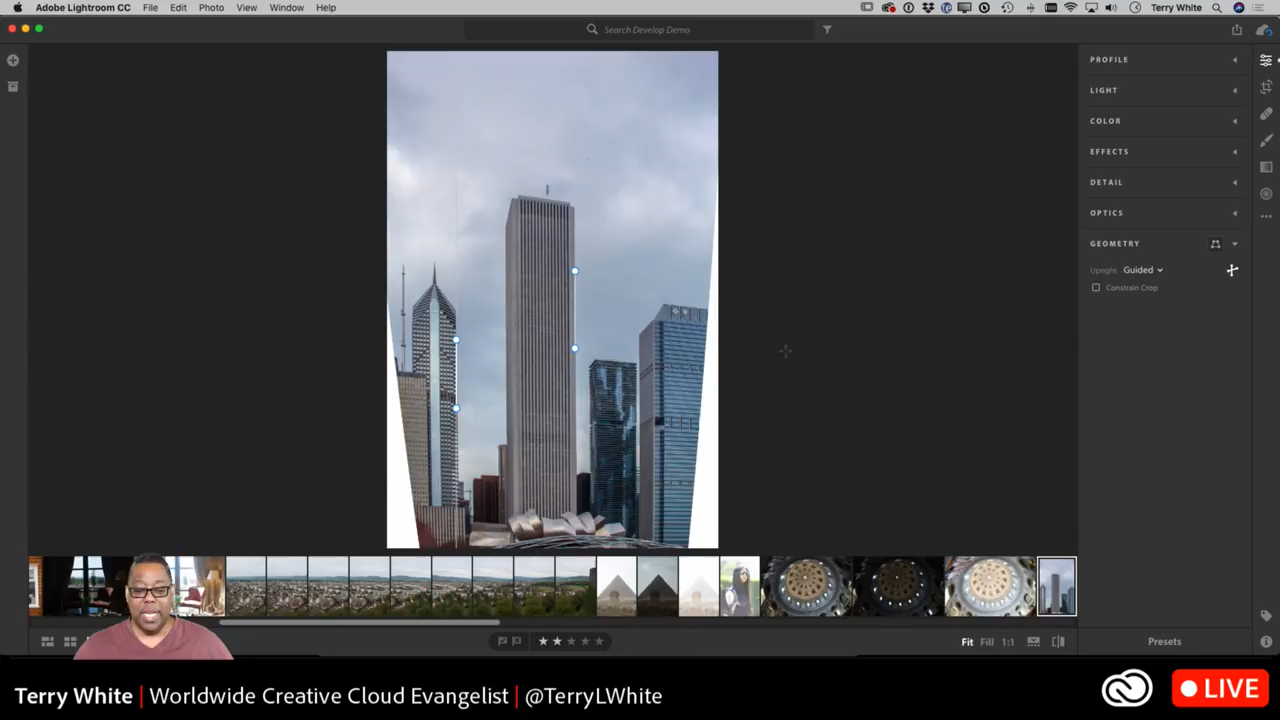 Adobe Lightroom CC File Edit Photo View Window Help Terry White
Search Develop Demo
PROFILE
LIGHT
COLOR
EFFECTS
DETAIL
OPTICS
GEOMETRY
Upright Guided
Constrain Crop
Fit Fill 1:1 Presets
Terry White | Worldwide Creative Cloud Evangelist | @TerryLWhite LIVE